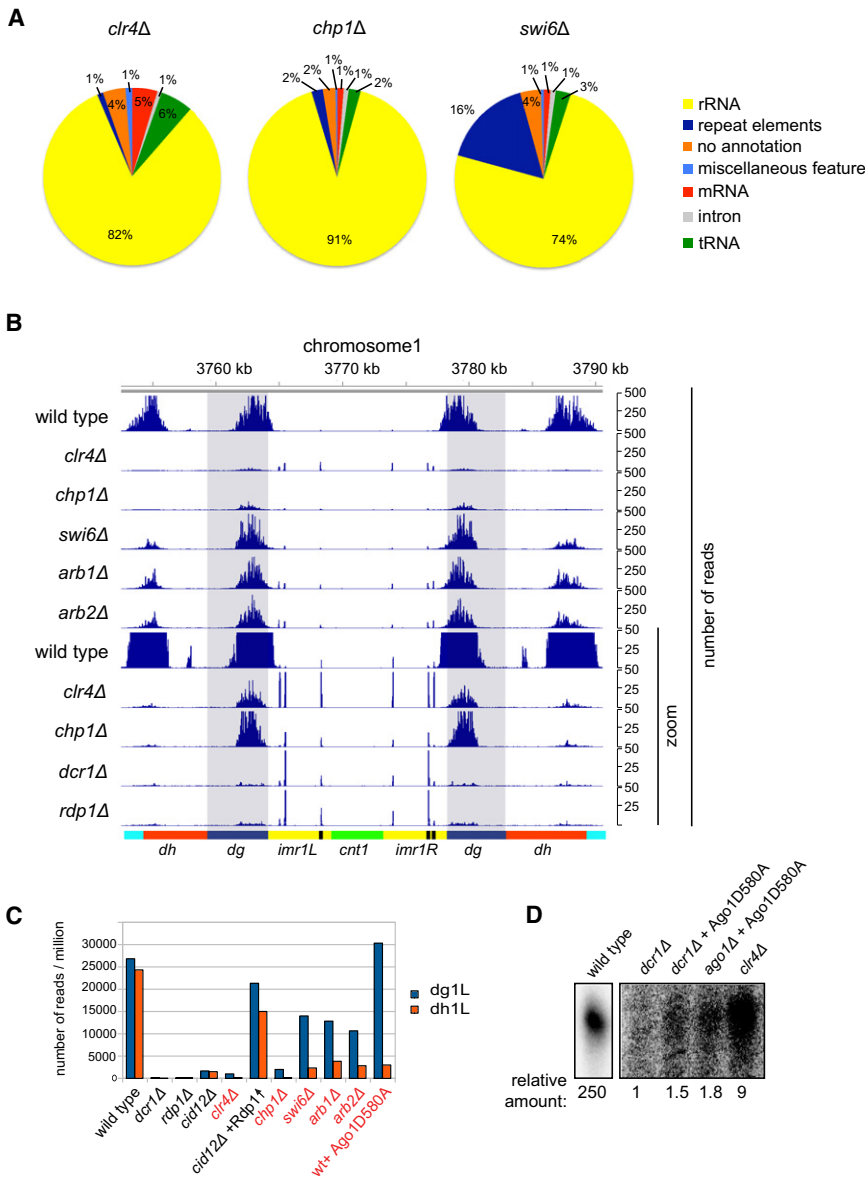 A
clr4Δ
chp1Δ
swi6Δ
1%
4%
1%
5%
1%
6%
82%
2%
2%
1%
1%
1%
2%
91%
16%
4%
1%
1%
1%
3%
74%
rRNA
repeat elements
no annotation
miscellaneous feature
mRNA
intron
tRNA
B
chromosome1
3760 kb 3770 kb 3780 kb 3790 kb
wild type
clr4Δ
chp1Δ
swi6Δ
arb1Δ
arb2Δ
wild type
clr4Δ
chp1Δ
dcr1Δ
rdp1Δ
500
250
500
250
500
250
500
250
500
250
500
250
50
25
50
25
50
25
50
25
50
25
zoom
number of reads
dh dg imr1L cnt1 imr1R dg dh
C
number of reads / million
30000
25000
20000
15000
10000
5000
0
wild type
dcr1Δ
rdp1Δ
cid12Δ
clr4Δ
cid12Δ +Rdp1↑
chp1Δ
swi6Δ
arb1Δ
arb2Δ
wt+ Ago1D580A
dg1L
dh1L
D
wild type
dcr1Δ
dcr1Δ + Ago1D580A
ago1Δ + Ago1D580A
clr4Δ
relative
amount:
250 1 1.5 1.8 9